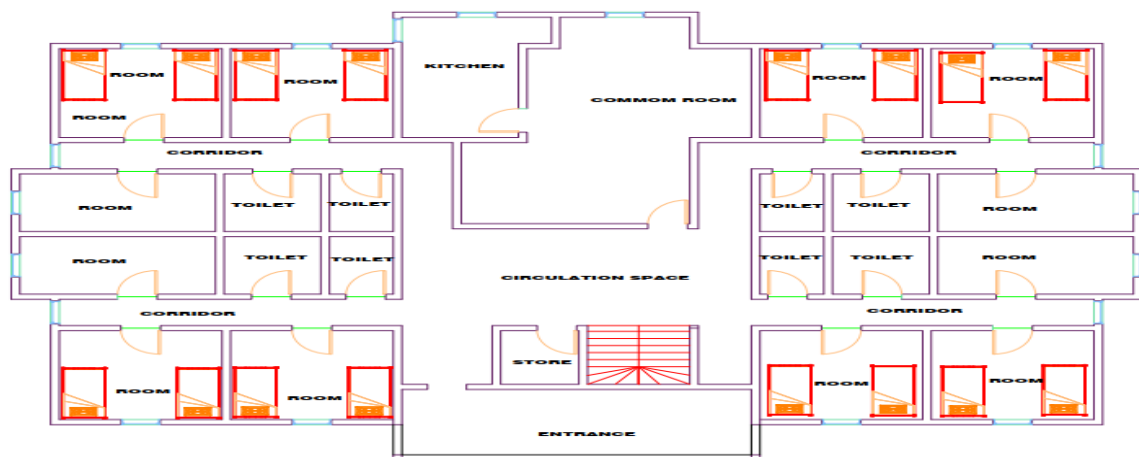 KITCHEN
ROOM
ROOM
ROOM
ROOM
COMMOM ROOM
ROOM
CORRIDOR
CORRIDOR
ROOM
TOILET
TOILET
TOILET
TOILET
ROOM
ROOM
TOILET
TOILET
TOILET
TOILET
ROOM
CIRCULATION SPACE
CORRIDOR
CORRIDOR
STORE
ROOM
ROOM
ROOM
ROOM
ENTRANCE